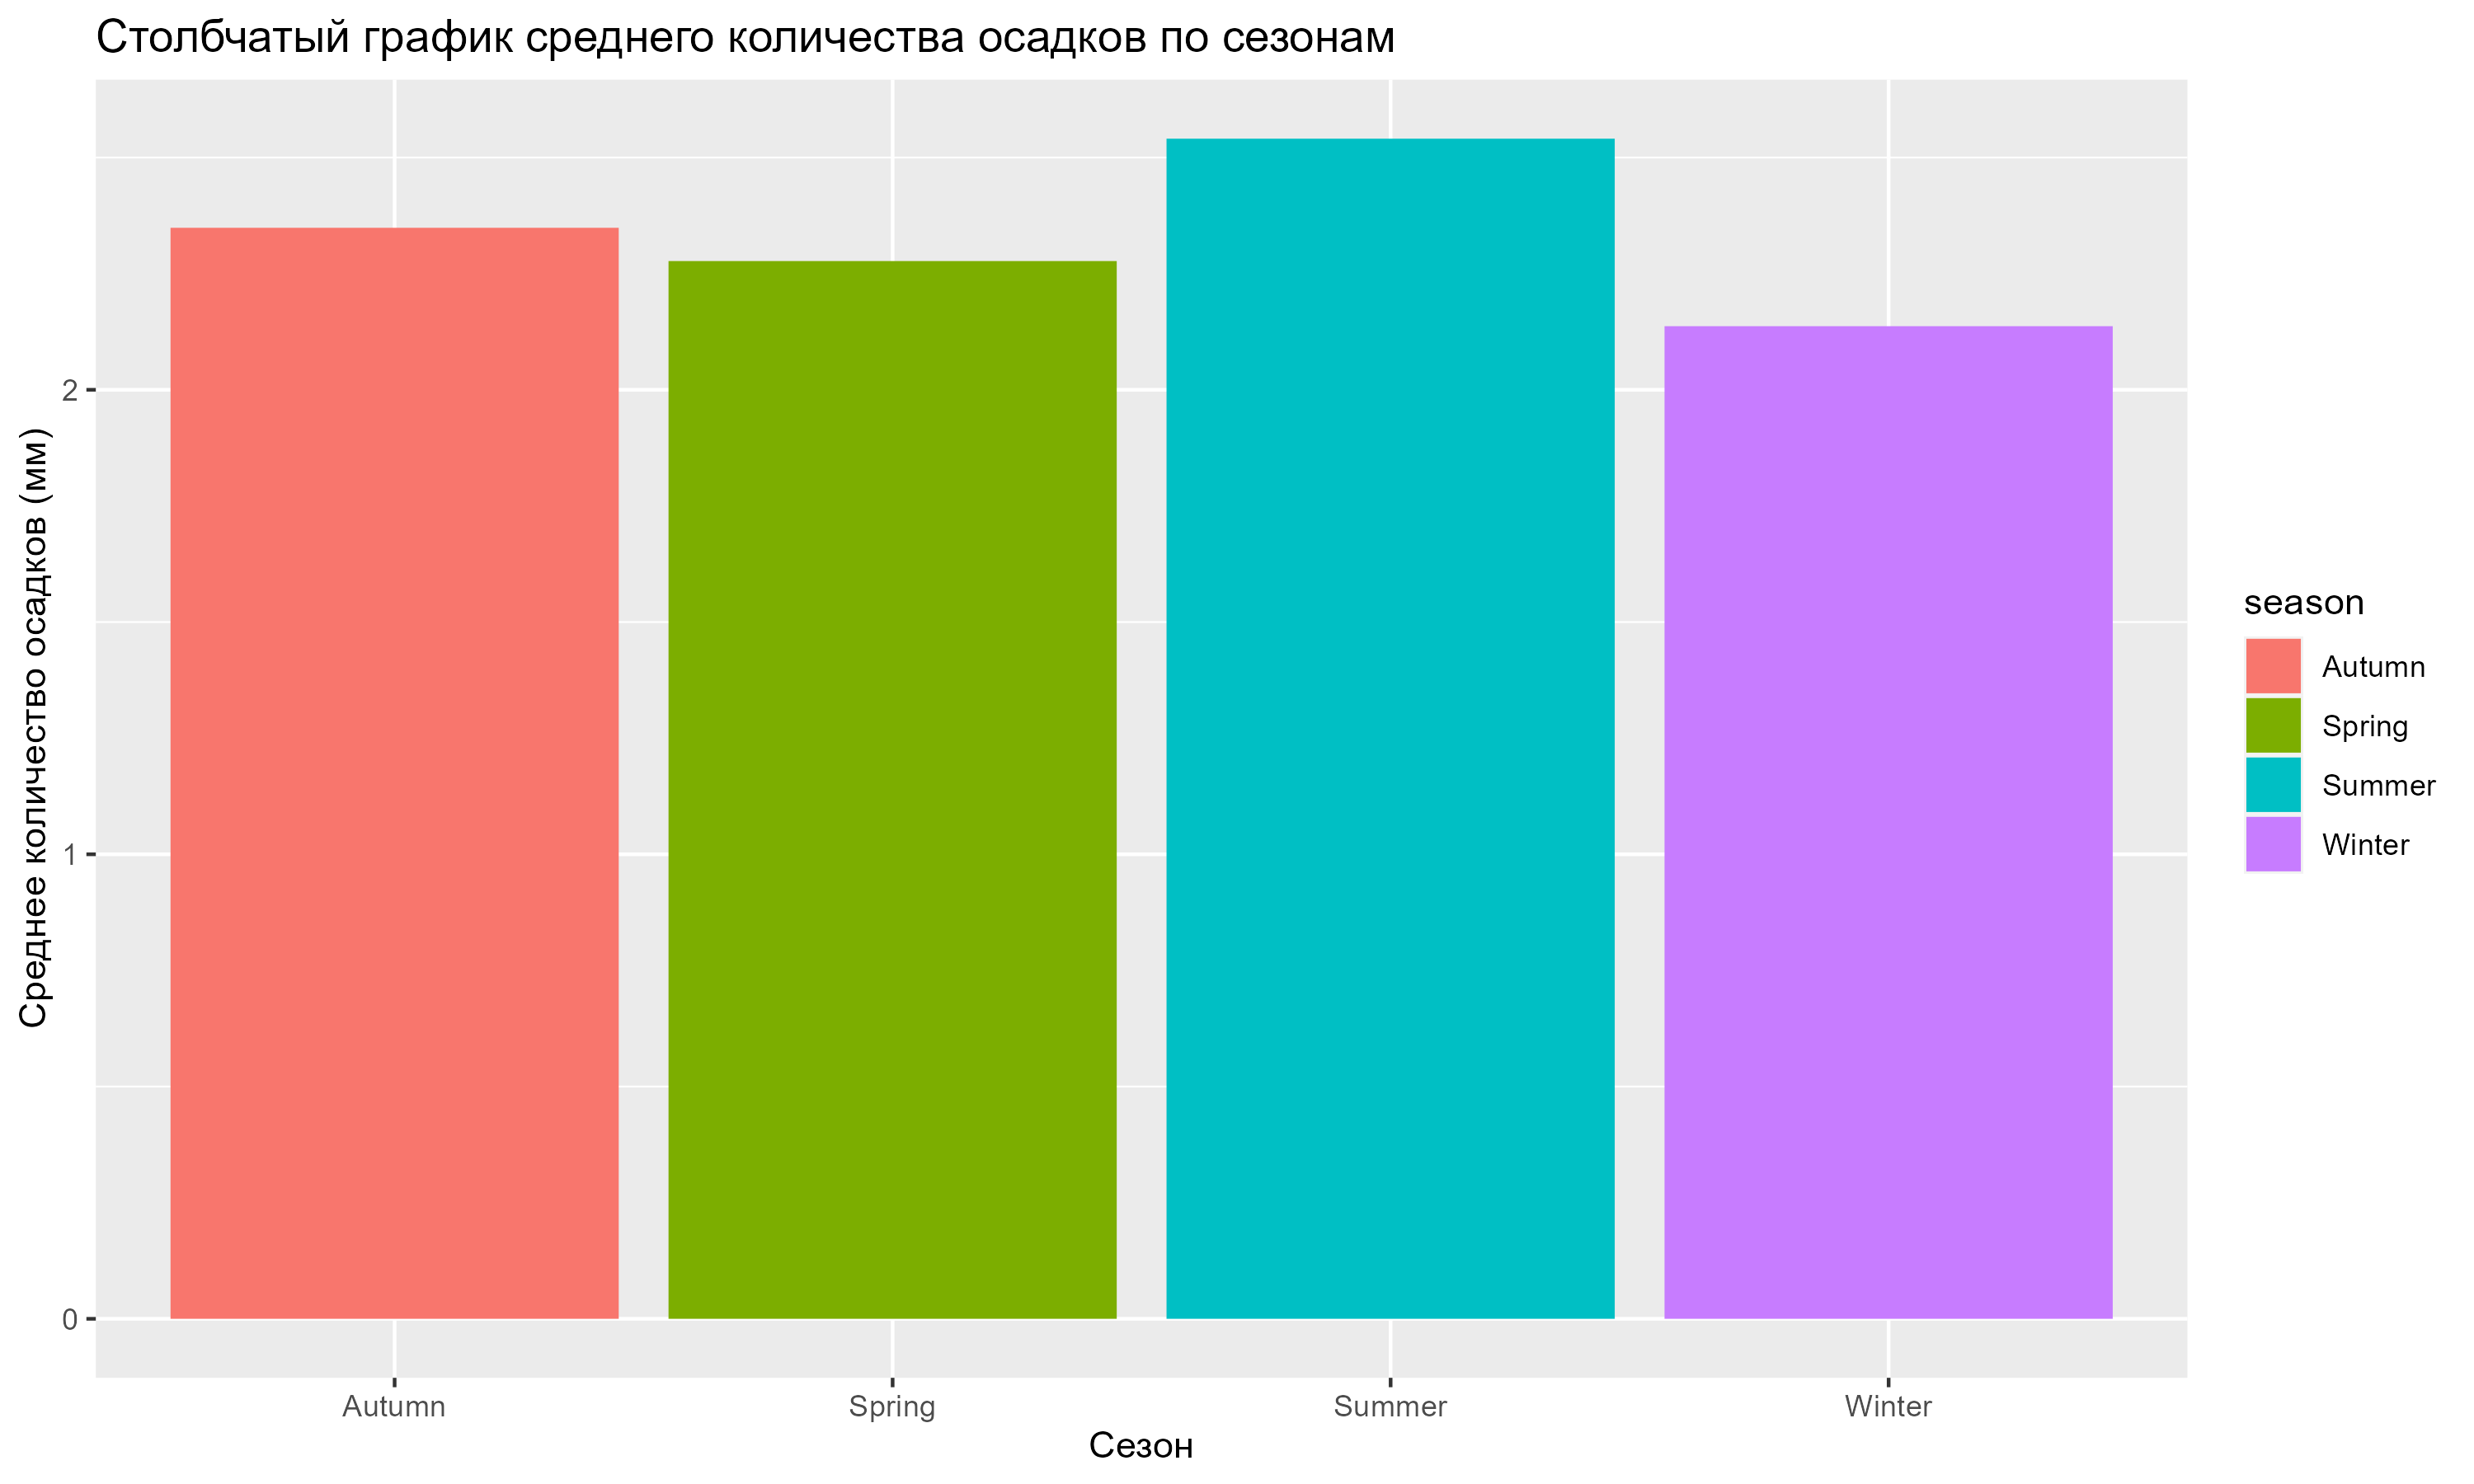 Столбчатый график среднего количества осадков по сезонам
Среднее количество осадков (мм)
2
1
0
Autumn
Spring
Summer
Winter
Сезон
season
Autumn
Spring
Summer
Winter